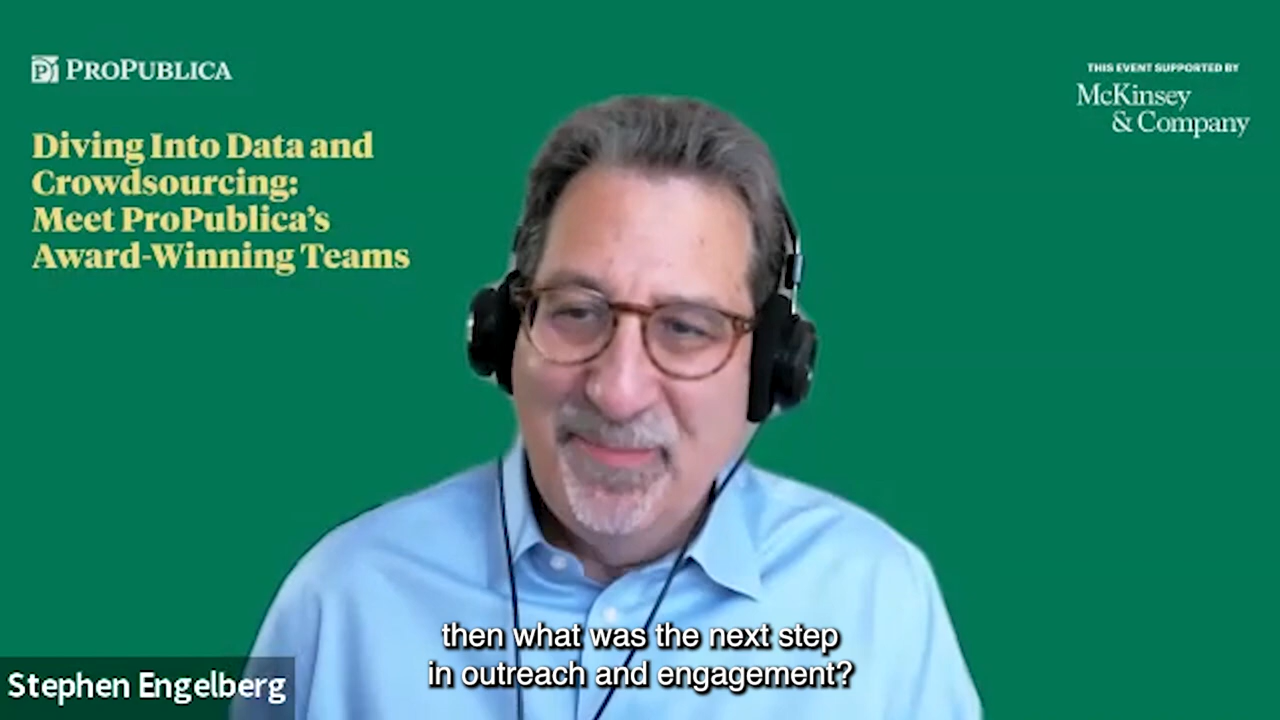 PROPUBLICA
THIS EVENT SUPPORTED BY
McKinsey
& Company
Diving Into Data and
Crowdsourcing:
Meet ProPublica's
Award-Winning Teams
then what was the next step
in outreach and engagement?
Stephen Engelberg